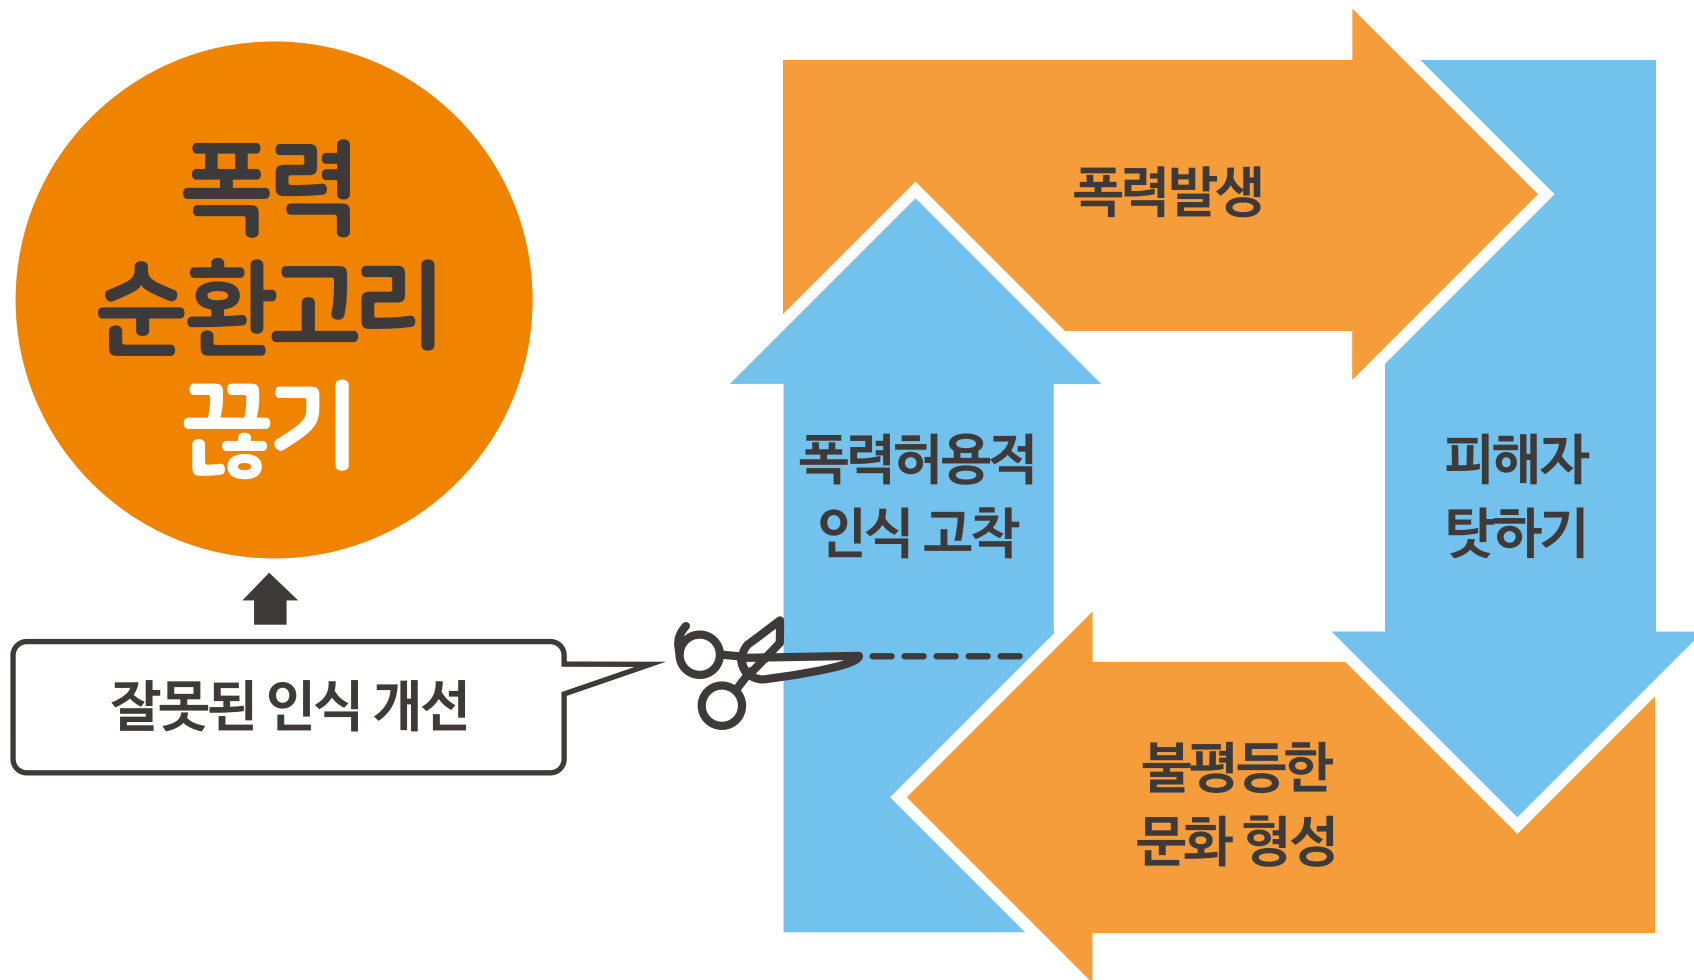 폭력
순환고리
끊기
잘못된 인식 개선
폭력발생
피해자
탓하기
불평등한
문화 형성
폭력허용적
인식 고착